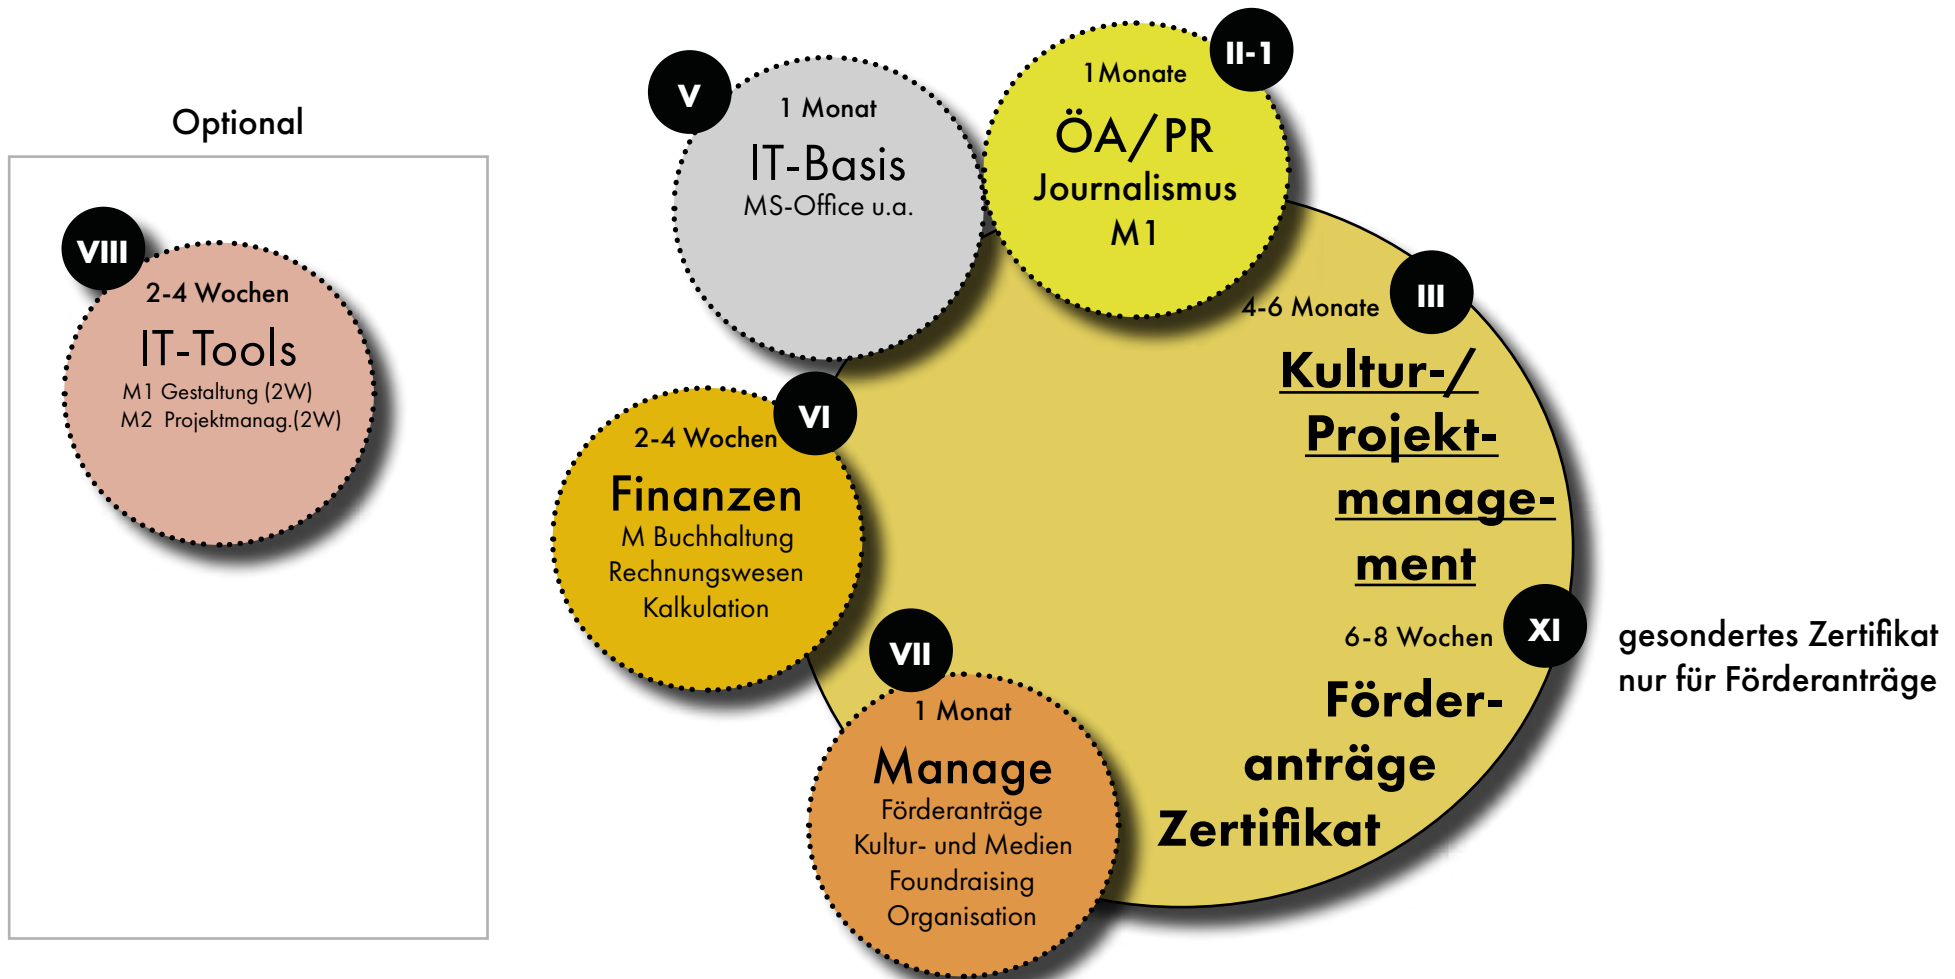 Optional
VIII
2-4 Wochen
IT-Tools
M1 Gestaltung (2W)
M2 Projektmanag.(2W)
V
1 Monat
IT-Basis
MS-Office u.a.
II-1
1Monate
ÖA/PR
Journalismus
M1
VI
2-4 Wochen
Finanzen
M Buchhaltung
Rechnungswesen
Kalkulation
VII
1 Monat
Manage
Förderanträge
Kultur- und Medien
Foundraising
Organisation
III
4-6 Monate
Kultur-/
Projekt-
manage-
ment
XI
6-8 Wochen
Förder-
anträge
Zertifikat
gesondertes Zertifikat
nur für Förderanträge